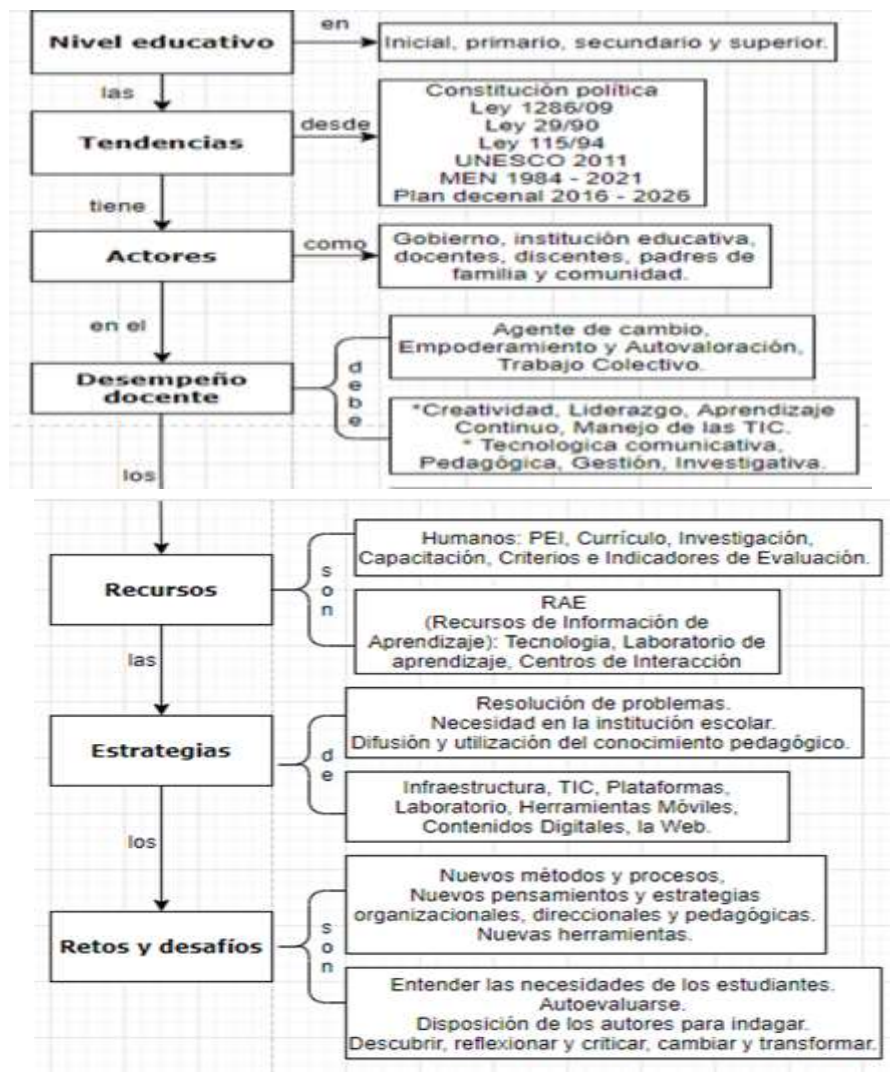 Nivel educativo
en
Inicial, primario, secundario y superior.
las
Tendencias
desde
Constitución política
Ley 1286/09
Ley 29/90
Ley 115/94
UNESCO 2011
MEN 1984 - 2021
Plan decenal 2016 - 2026
tiene
Actores
como
Gobierno, institución educativa,
docentes, discentes, padres de
familia y comunidad.
en el
Desempeño
docente
debe
Agente de cambio,
Empoderamiento y Autovaloración,
Trabajo Colectivo.
*Creatividad, Liderazgo, Aprendizaje
Continuo, Manejo de las TIC.
* Tecnologica comunicativa,
Pedagógica, Gestión, Investigativa.
los
Recursos
son
Humanos: PEI, Currículo, Investigación,
Capacitación, Criterios e Indicadores de Evaluación.
RAE
(Recursos de Información de
Aprendizaje): Tecnologia, Laboratorio de
aprendizaje, Centros de Interacción
las
Estrategias
de
Resolución de problemas.
Necesidad en la institución escolar.
Difusión y utilización del conocimiento pedagógico.
Infraestructura, TIC, Plataformas,
Laboratorio, Herramientas Móviles,
Contenidos Digitales, la Web.
los
Retos y desafíos
son
Nuevos métodos y procesos,
Nuevos pensamientos y estrategias
organizacionales, direccionales y pedagógicas.
Nuevas herramientas.
Entender las necesidades de los estudiantes.
Autoevaluarse.
Disposición de los autores para indagar.
Descubrir, reflexionar y criticar, cambiar y transformar.